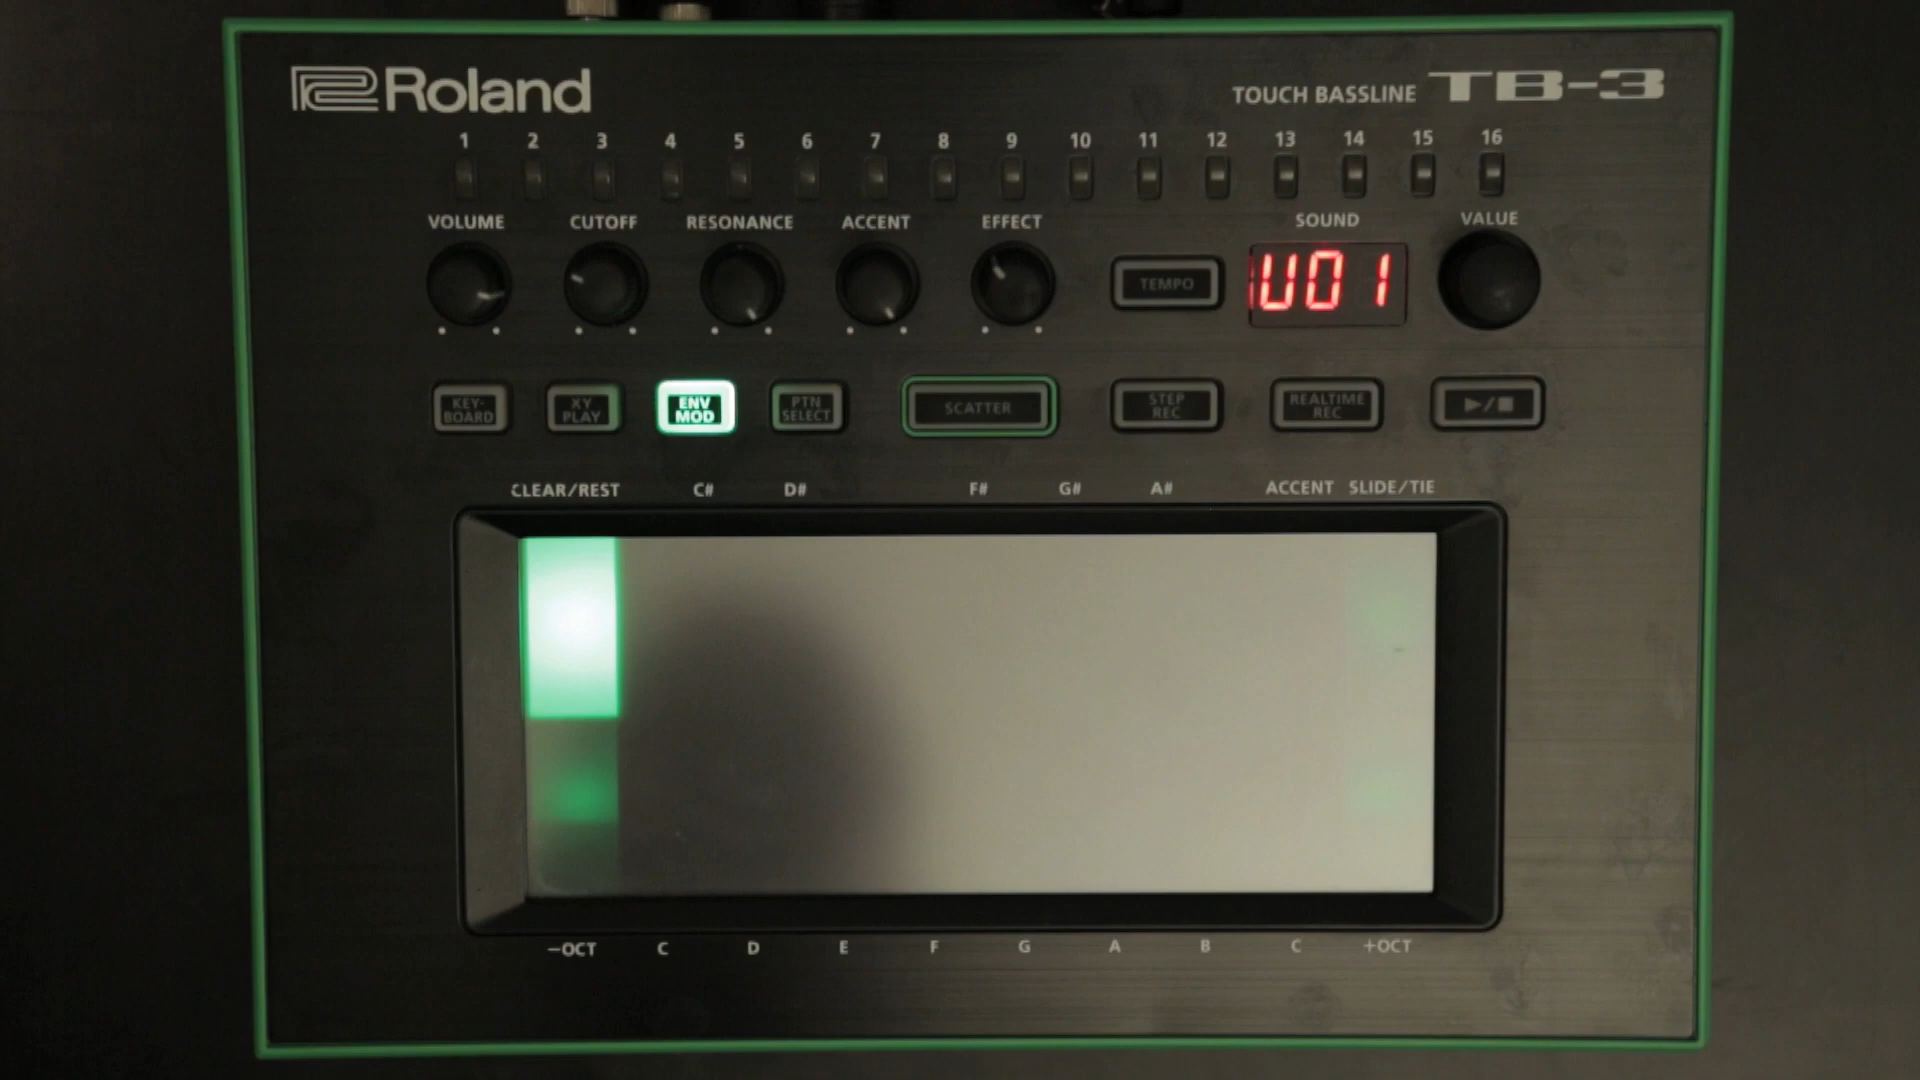 Roland
TOUCH BASSLINE TB-3
1 2 3 4 5 6 7 8 9 10 11 12 13 14 15 16
VOLUME CUTOFF RESONANCE ACCENT EFFECT SOUND VALUE
TEMPO U01
KEY-
BOARD
XY
PLAY
ENV
MOD
PTN
SELECT
SCATTER
STEP
REC
REALTIME
REC
▶/■
CLEAR/REST C# D# F# G# A# ACCENT SLIDE/TIE
−OCT C D E F G A B C +OCT